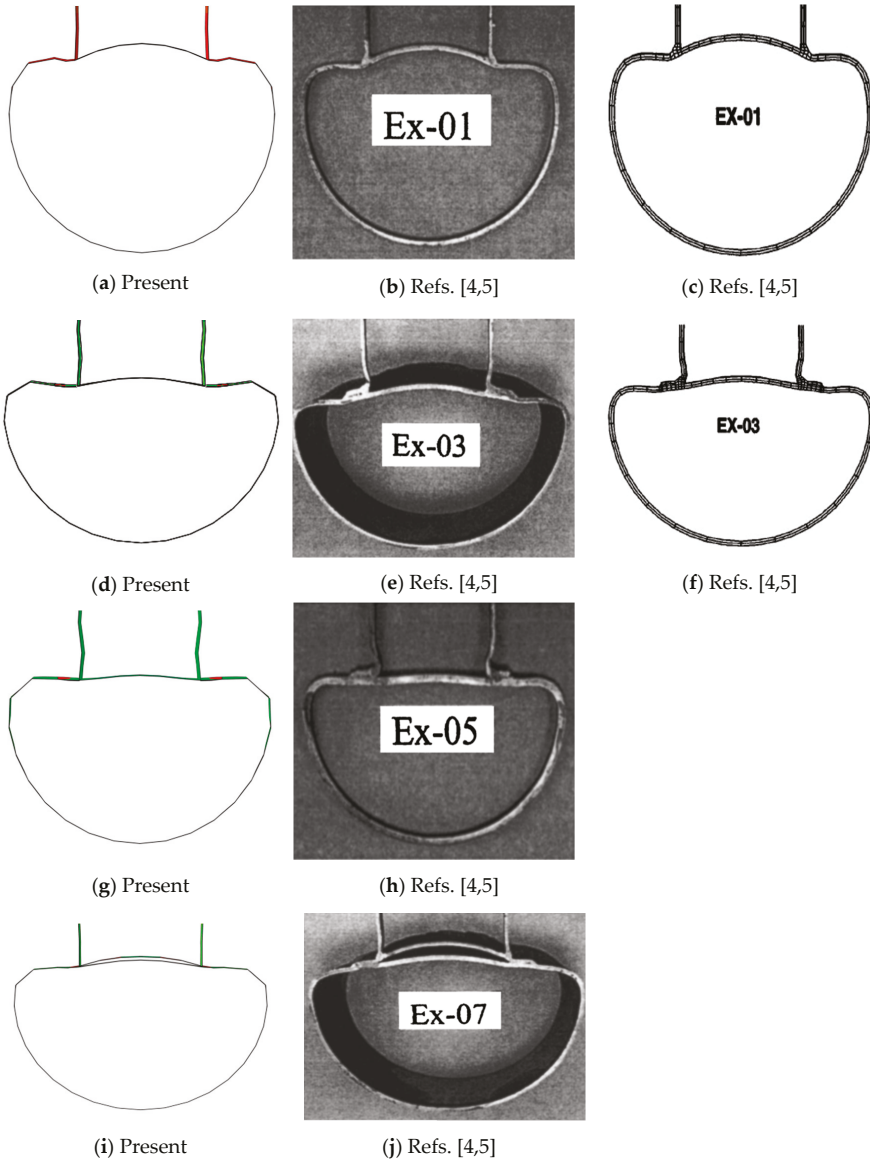 Ex-01
EX-01
(a) Present
(b) Refs. [4,5]
(c) Refs. [4,5]
Ex-03
EX-03
(d) Present
(e) Refs. [4,5]
(f) Refs. [4,5]
Ex-05
(g) Present
(h) Refs. [4,5]
Ex-07
(i) Present
(j) Refs. [4,5]